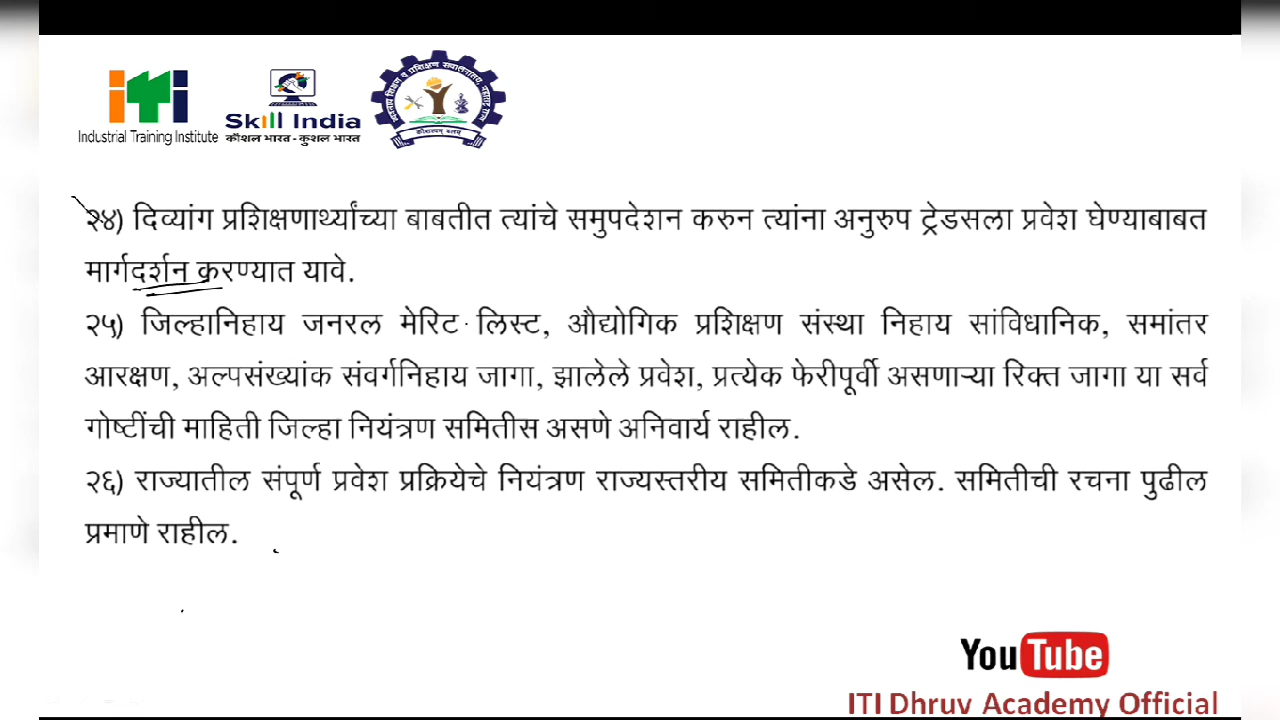 iTi
Industrial Training Institute
Skill India
कौशल भारत - कुशल भारत
२४) दिव्यांग प्रशिक्षणार्थ्यांच्या बाबतीत त्यांचे समुपदेशन करुन त्यांना अनुरुप ट्रेडसला प्रवेश घेण्याबाबत
मार्गदर्शन करण्यात यावे.
२५) जिल्हानिहाय जनरल मेरिट लिस्ट, औद्योगिक प्रशिक्षण संस्था निहाय सांविधानिक, समांतर
आरक्षण, अल्पसंख्यांक संवर्गनिहाय जागा, झालेले प्रवेश, प्रत्येक फेरीपूर्वी असणाऱ्या रिक्त जागा या सर्व
गोष्टींची माहिती जिल्हा नियंत्रण समितीस असणे अनिवार्य राहील.
२६) राज्यातील संपूर्ण प्रवेश प्रक्रियेचे नियंत्रण राज्यस्तरीय समितीकडे असेल. समितीची रचना पुढील
प्रमाणे राहील.
YouTube
ITI Dhruv Academy Official